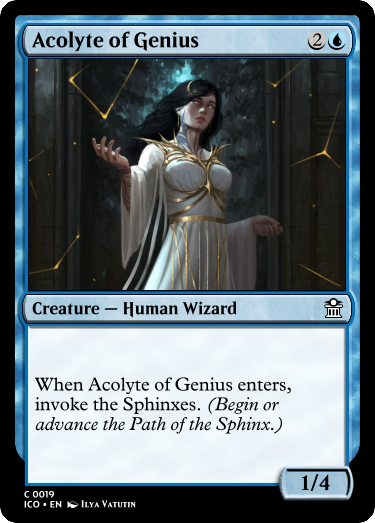 Acolyte of Genius 2
Creature — Human Wizard
When Acolyte of Genius enters,
invoke the Sphinxes. (Begin or
advance the Path of the Sphinx.)
1/4
C 0019
ICO • EN Ilya Vatutin